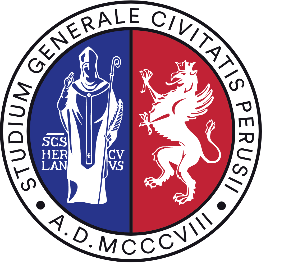 STUDIUM GENERALE CIVITATIS PERUSII
A.D. MCCCVIII
SCS
HER CV
LAN VS